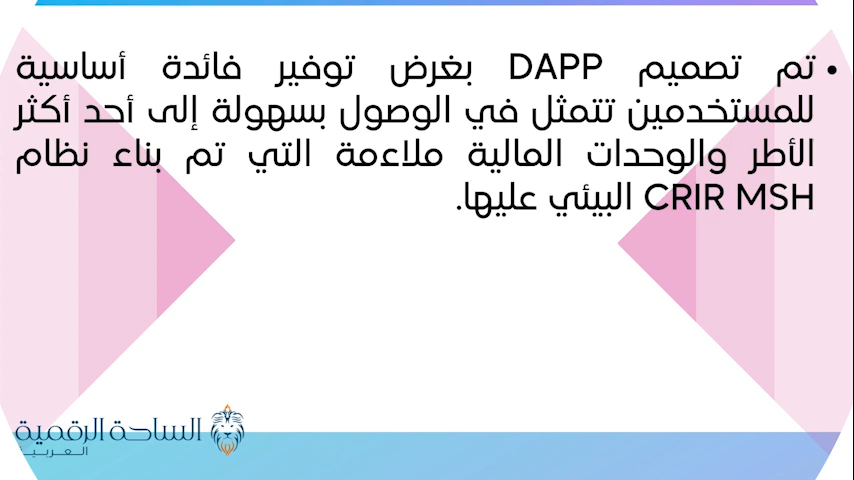 • تم تصميم DAPP بغرض توفير فائدة أساسية
للمستخدمين تتمثل في الوصول بسهولة إلى أحد أكثر
الأطر والوحدات المالية ملاءمة التي تم بناء نظام
CRIR MSH البيئي عليها.
الساحة الرقمية
العربية